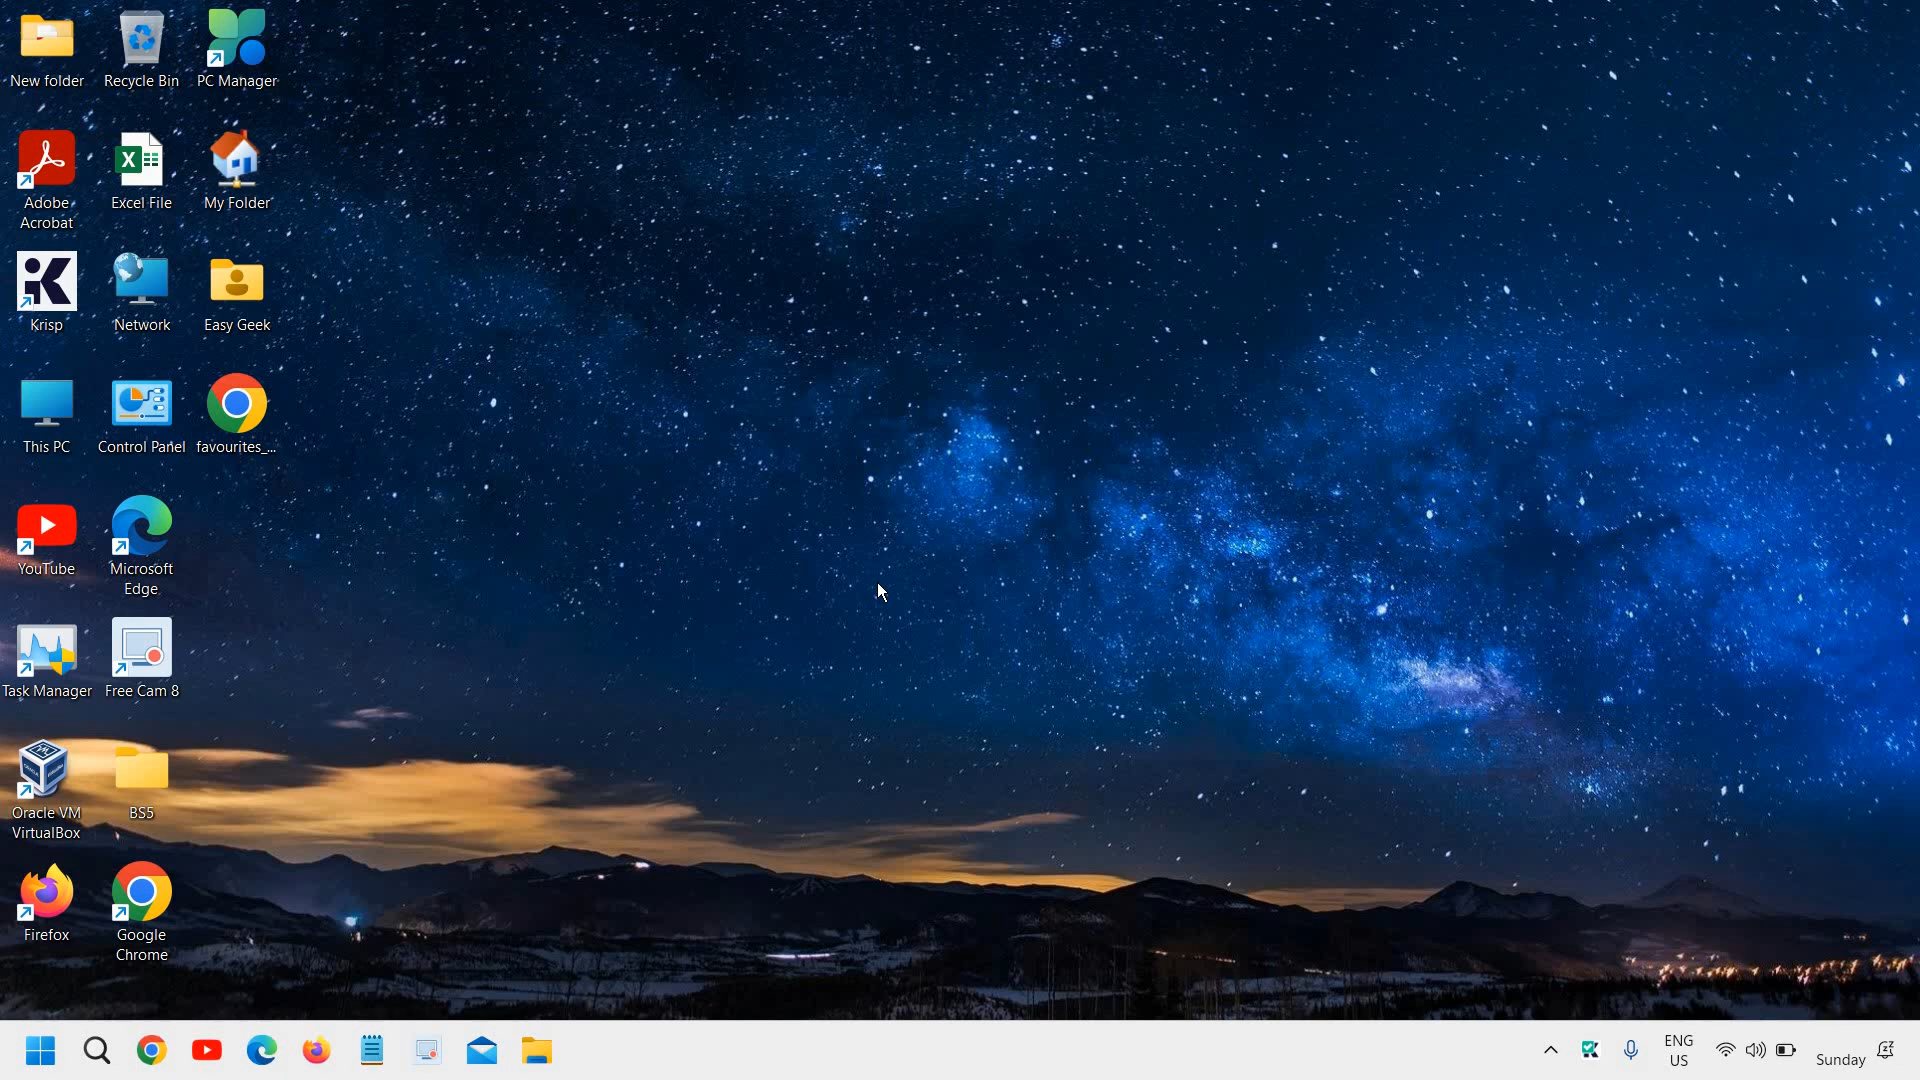 New folder
Recycle Bin
PC Manager
Adobe
Acrobat
Excel File
My Folder
Krisp
Network
Easy Geek
This PC
Control Panel
favourites_...
YouTube
Microsoft
Edge
Task Manager
Free Cam 8
Oracle VM
VirtualBox
BS5
Firefox
Google
Chrome
ENG
US
Sunday